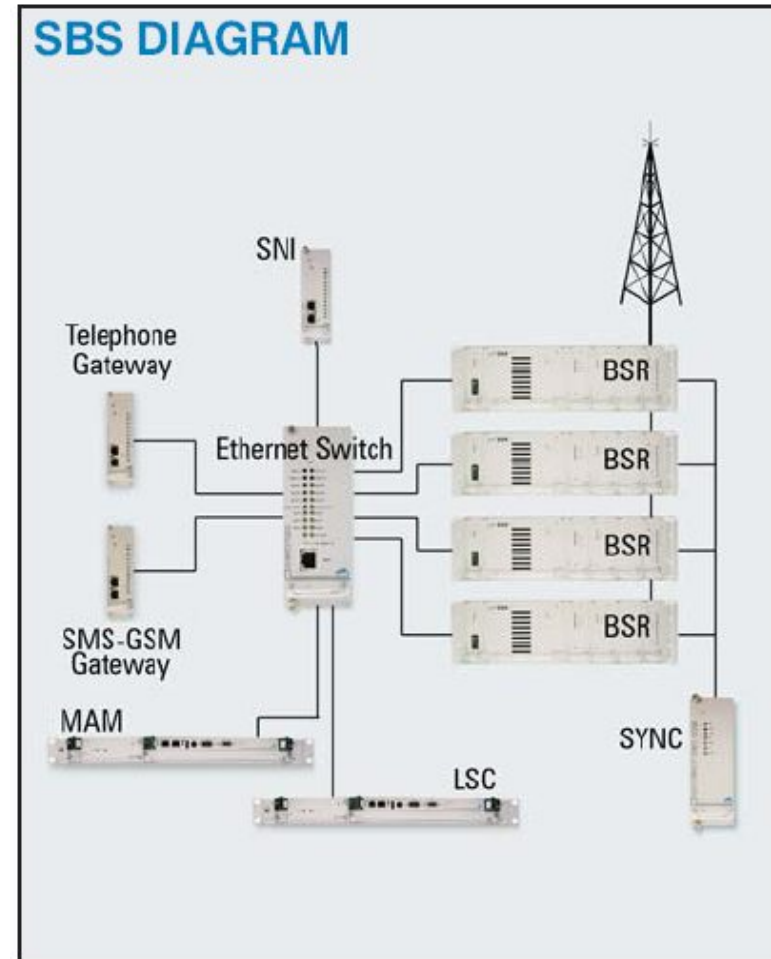 SBS DIAGRAM
SNI
Telephone
Gateway
Ethernet Switch
BSR
BSR
BSR
BSR
SMS-GSM
Gateway
MAM
SYNC
LSC